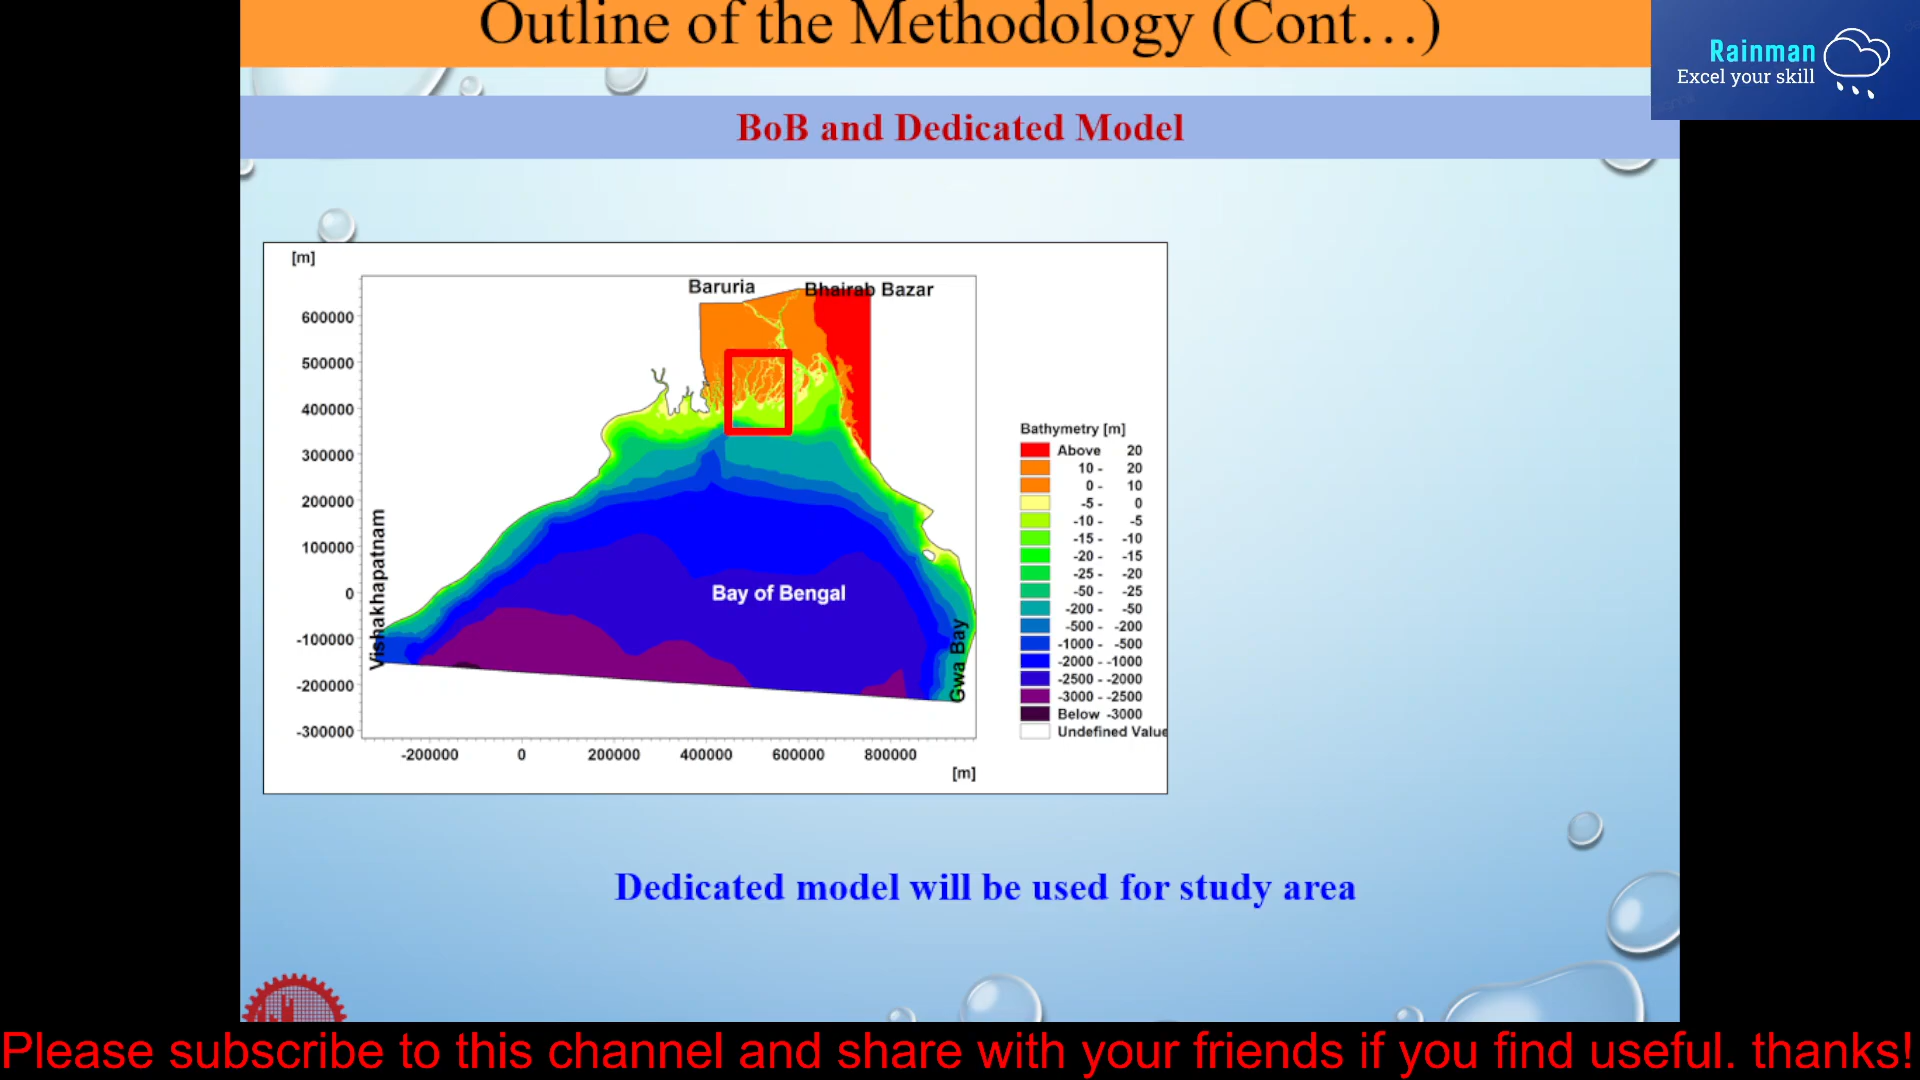 Outline of the Methodology (Cont…)
Rainman
Excel your skill
BoB and Dedicated Model
[m]
Baruria
Bhairab Bazar
600000
500000
400000
300000
200000
100000
0
-100000
-200000
-300000
Vishakhapatnam
Bay of Bengal
Gwa Bay
-200000 0 200000 400000 600000 800000
[m]
Bathymetry [m]
Above 20
10 - 20
0 - 10
-5 - 0
-10 - -5
-15 - -10
-20 - -15
-25 - -20
-50 - -25
-200 - -50
-500 - -200
-1000 - -500
-2000 - -1000
-2500 - -2000
-3000 - -2500
Below -3000
Undefined Value
Dedicated model will be used for study area
Please subscribe to this channel and share with your friends if you find useful. thanks!